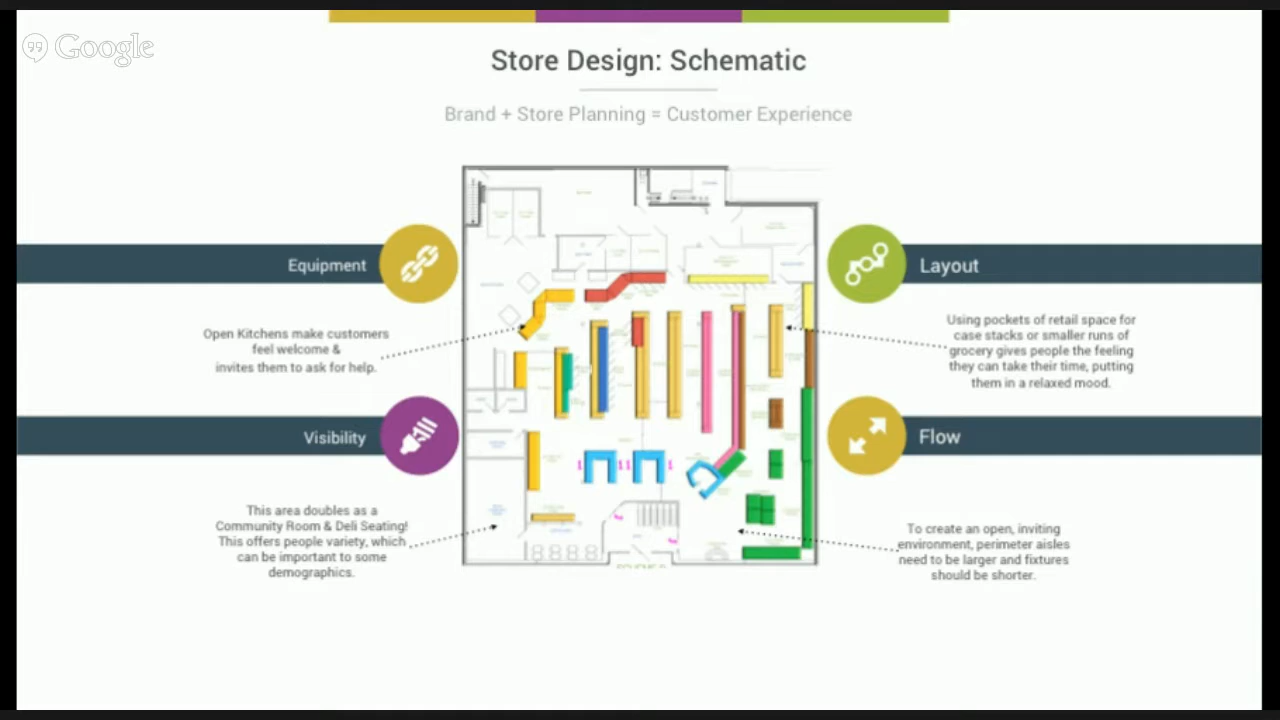 Google
Store Design: Schematic
Brand + Store Planning = Customer Experience
Equipment
Open Kitchens make customers
feel welcome &
invites them to ask for help.
Visibility
This area doubles as a
Community Room & Deli Seating!
This offers people variety, which
can be important to some
demographics.
Layout
Using pockets of retail space for
case stacks or smaller runs of
grocery gives people the feeling
they can take their time, putting
them in a relaxed mood.
Flow
To create an open, inviting
environment, perimeter aisles
need to be larger and fixtures
should be shorter.